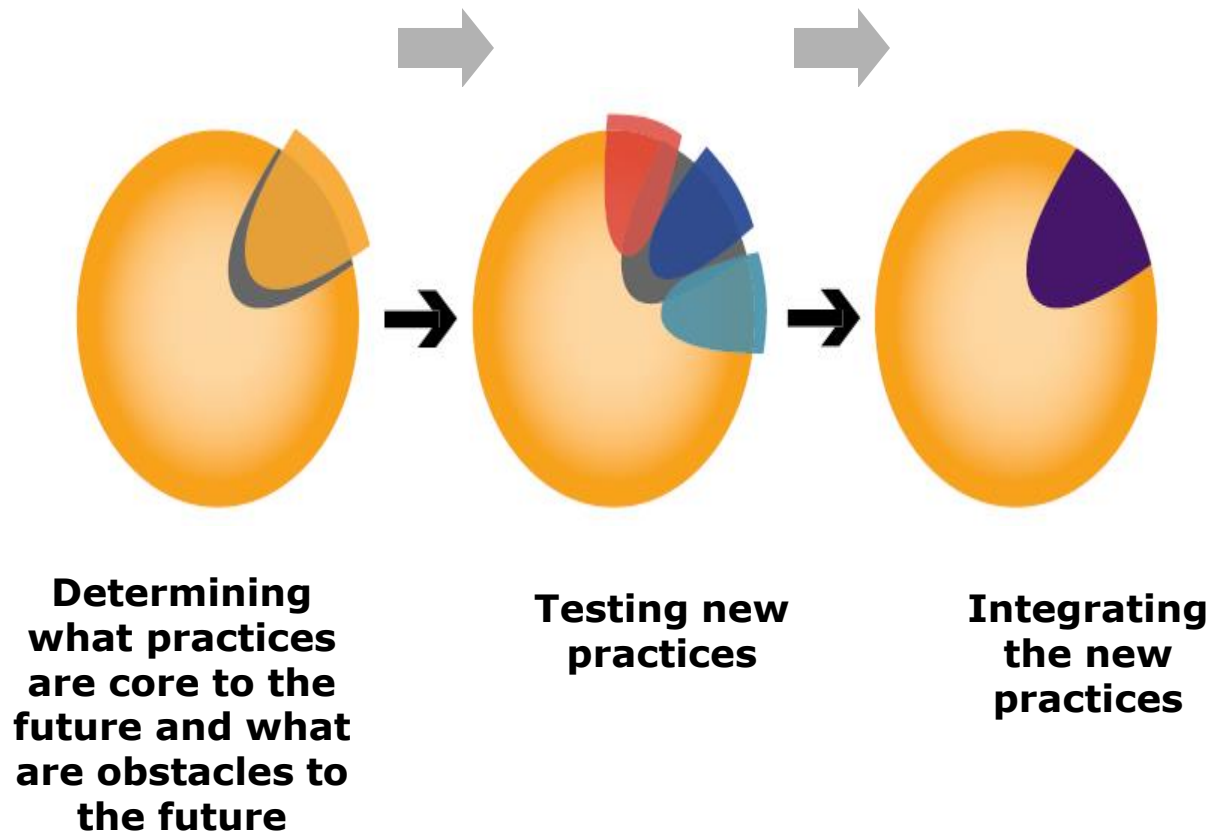 Determining
what practices
are core to the
future and what
are obstacles to
the future
Testing new
practices
Integrating
the new
practices